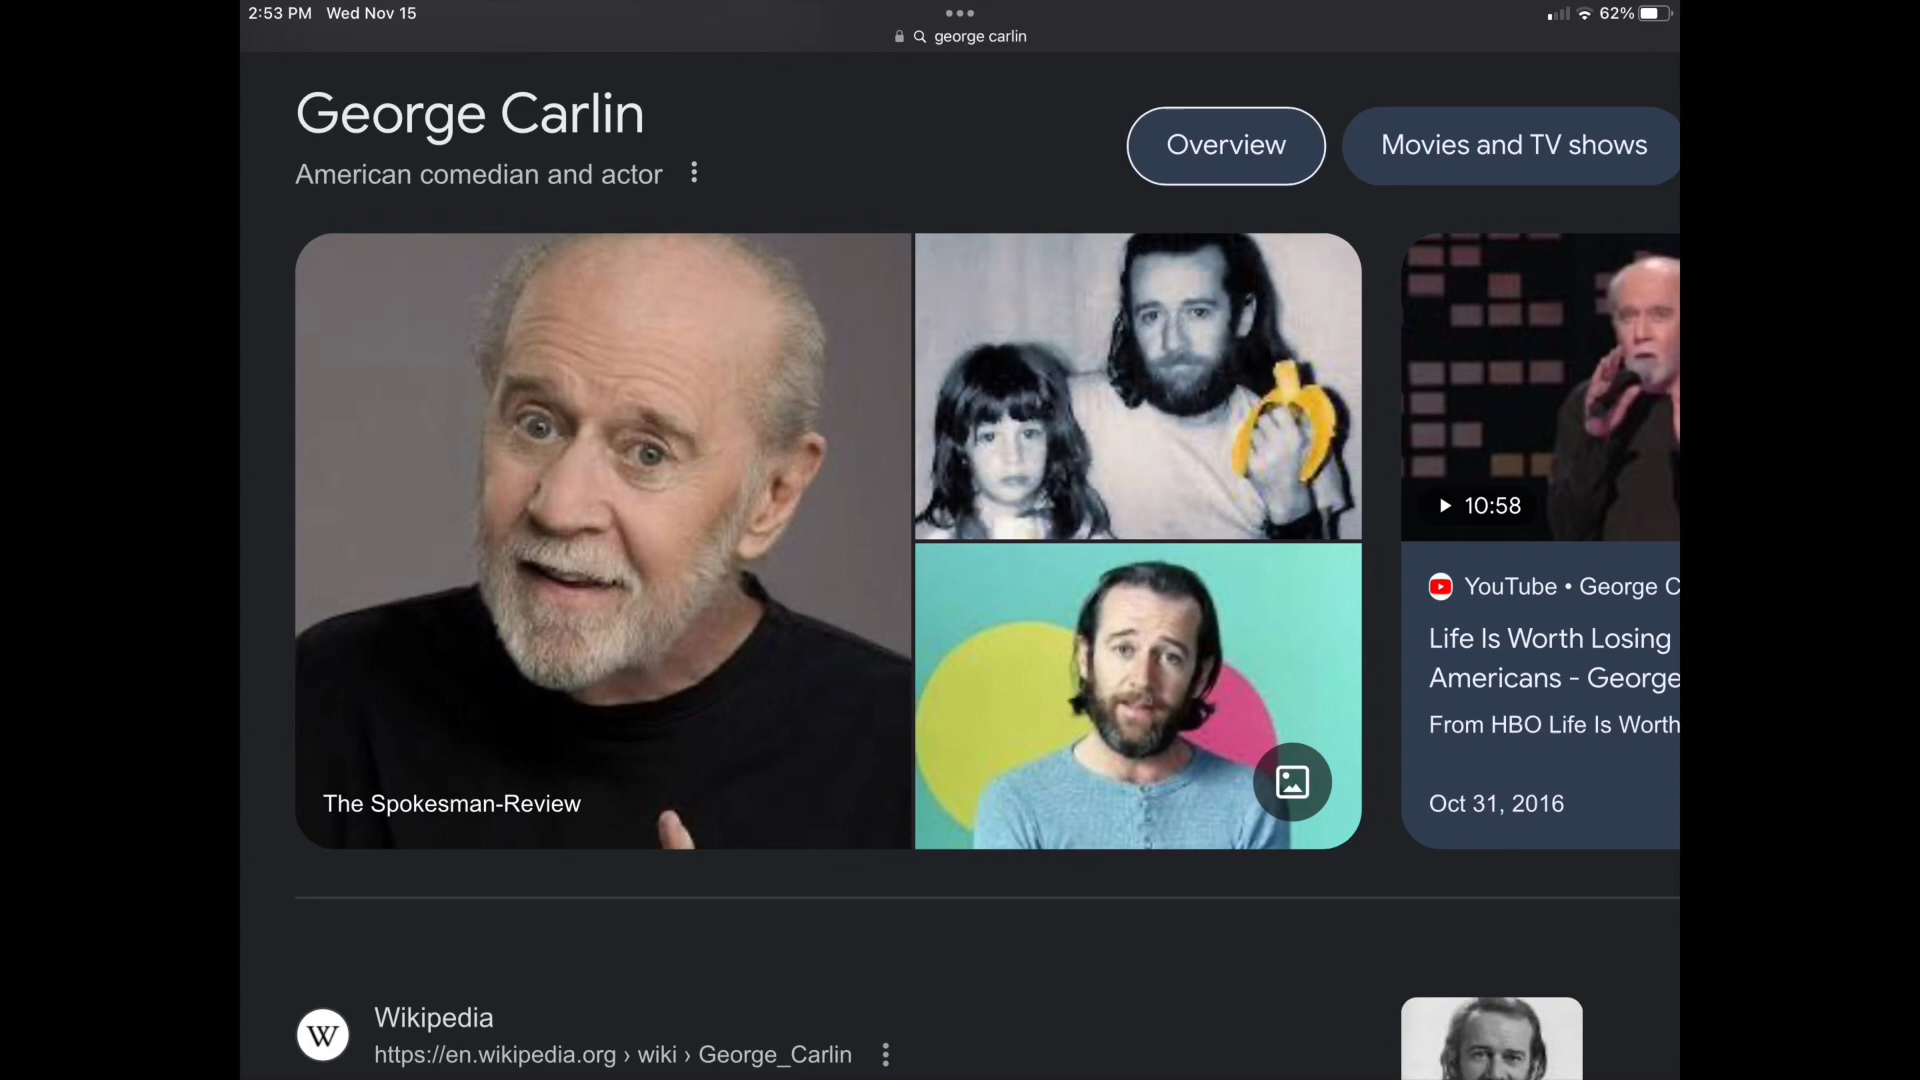 2:53 PM Wed Nov 15
62%
george carlin
George Carlin
American comedian and actor
Overview
Movies and TV shows
The Spokesman-Review
10:58
YouTube • George C
Life Is Worth Losing
Americans - George
From HBO Life Is Worth
Oct 31, 2016
W
Wikipedia
https://en.wikipedia.org › wiki › George_Carlin